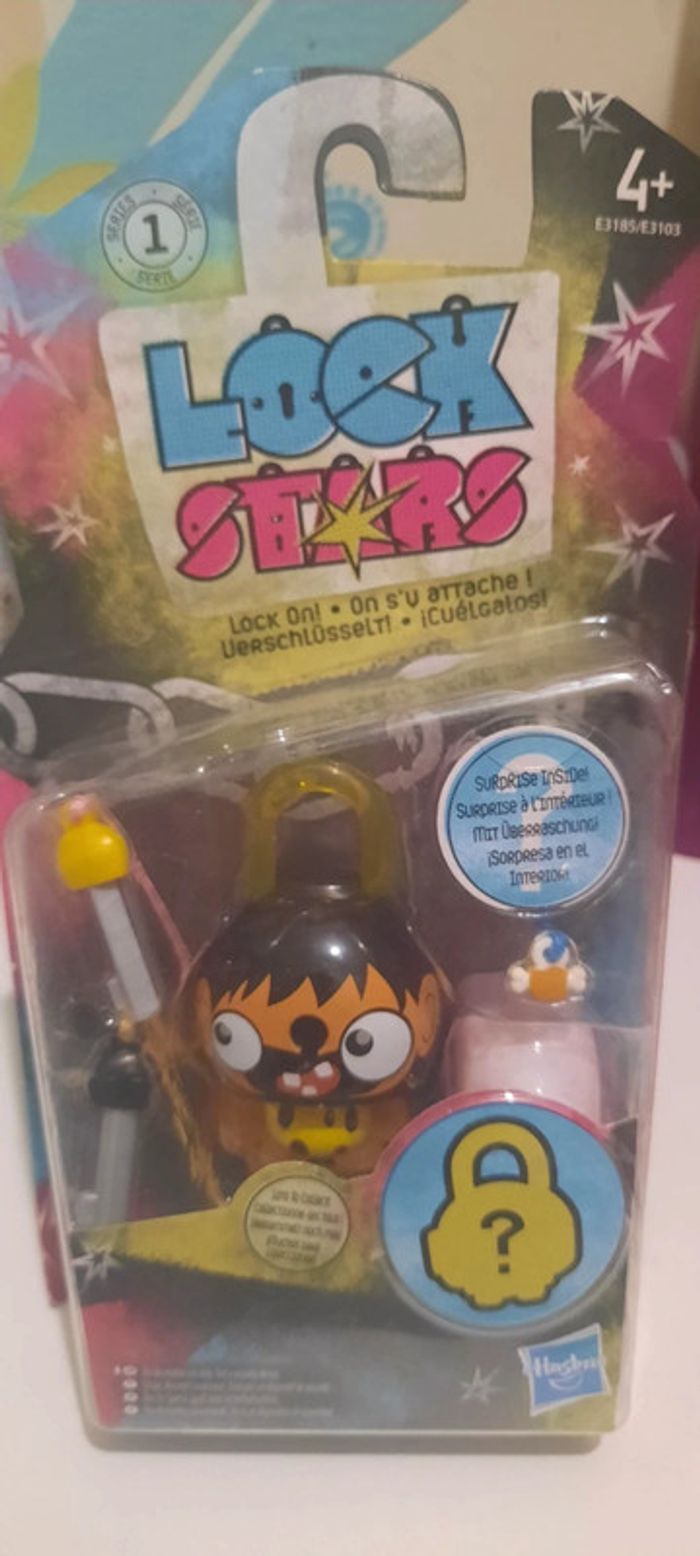 SERIES • SÉRIE • SERIE
1
4+
E3185/E3103
LOCK
STARS
Lock On! • On s'y attache !
Verschlüsselt! • ¡Cuélgalos!
Surprise Inside!
Surprise à l'intérieur !
Mit Überraschung!
¡Sorpresa en el
Interior!
?
Hasbro